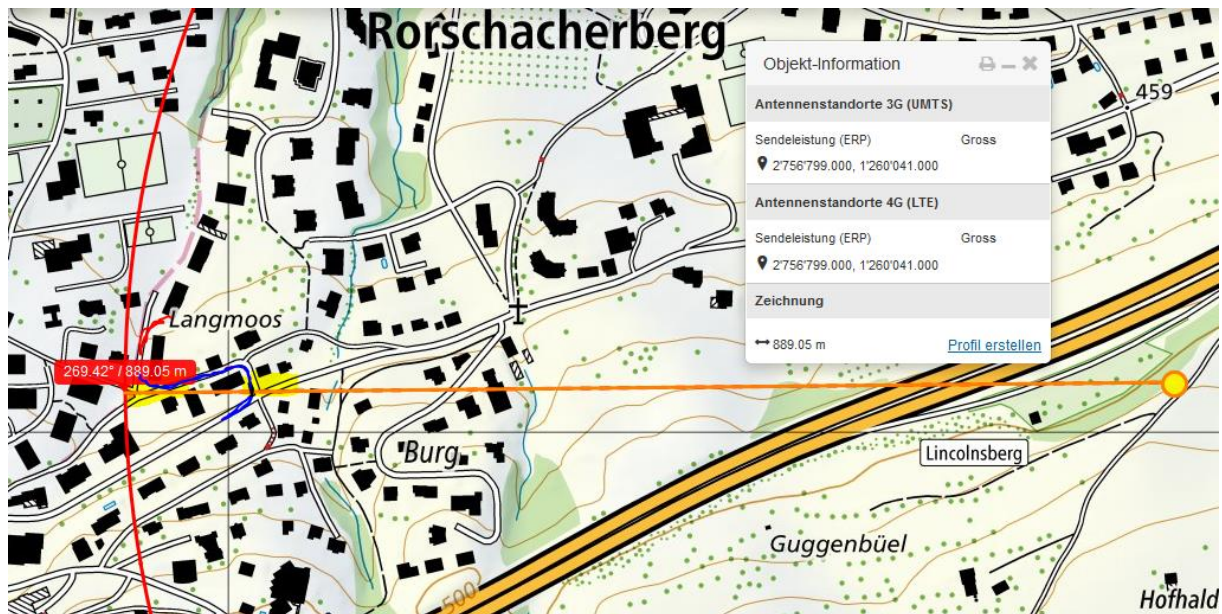 Rorschacherberg
Objekt-Information
Antennenstandorte 3G (UMTS)
Sendeleistung (ERP) Gross
2'756'799.000, 1'260'041.000
Antennenstandorte 4G (LTE)
Sendeleistung (ERP) Gross
2'756'799.000, 1'260'041.000
Zeichnung
889.05 m Profil erstellen
459
Langmoos
269.42° / 889.05 m
Burg
Lincolnsberg
Guggenbüel
500
Hofhald